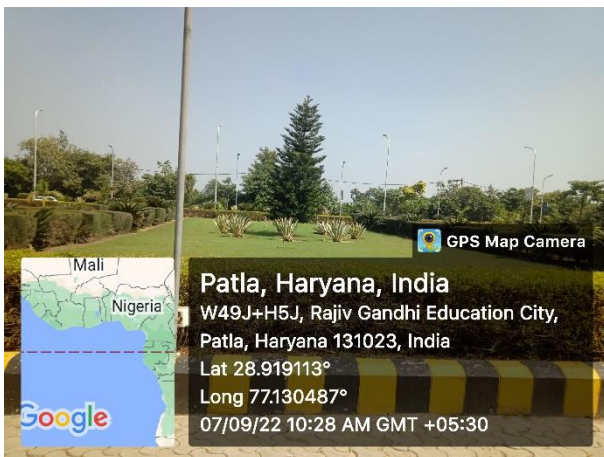 GPS Map Camera
Mali
Nigeria
Google
Patla, Haryana, India
W49J+H5J, Rajiv Gandhi Education City,
Patla, Haryana 131023, India
Lat 28.919113°
Long 77.130487°
07/09/22 10:28 AM GMT +05:30